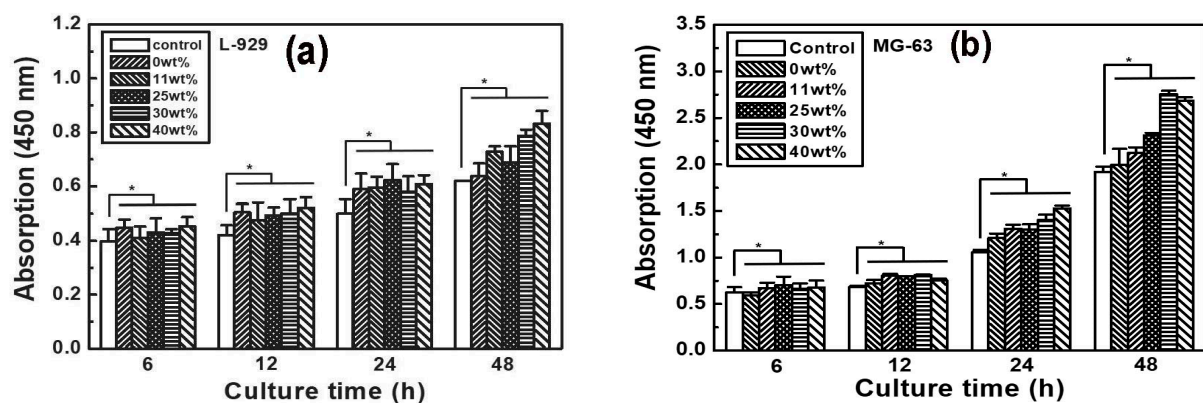 L-929
(a)
control
0wt%
11wt%
25wt%
30wt%
40wt%
1.2
1.0
0.8
0.6
0.4
0.2
0.0
Absorption (450 nm)
*
*
*
*
6 12 24 48
Culture time (h)
MG-63
(b)
Control
0wt%
11wt%
25wt%
30wt%
40wt%
3.5
3.0
2.5
2.0
1.5
1.0
0.5
0.0
Absorption (450 nm)
*
*
*
*
6 12 24 48
Culture time (h)